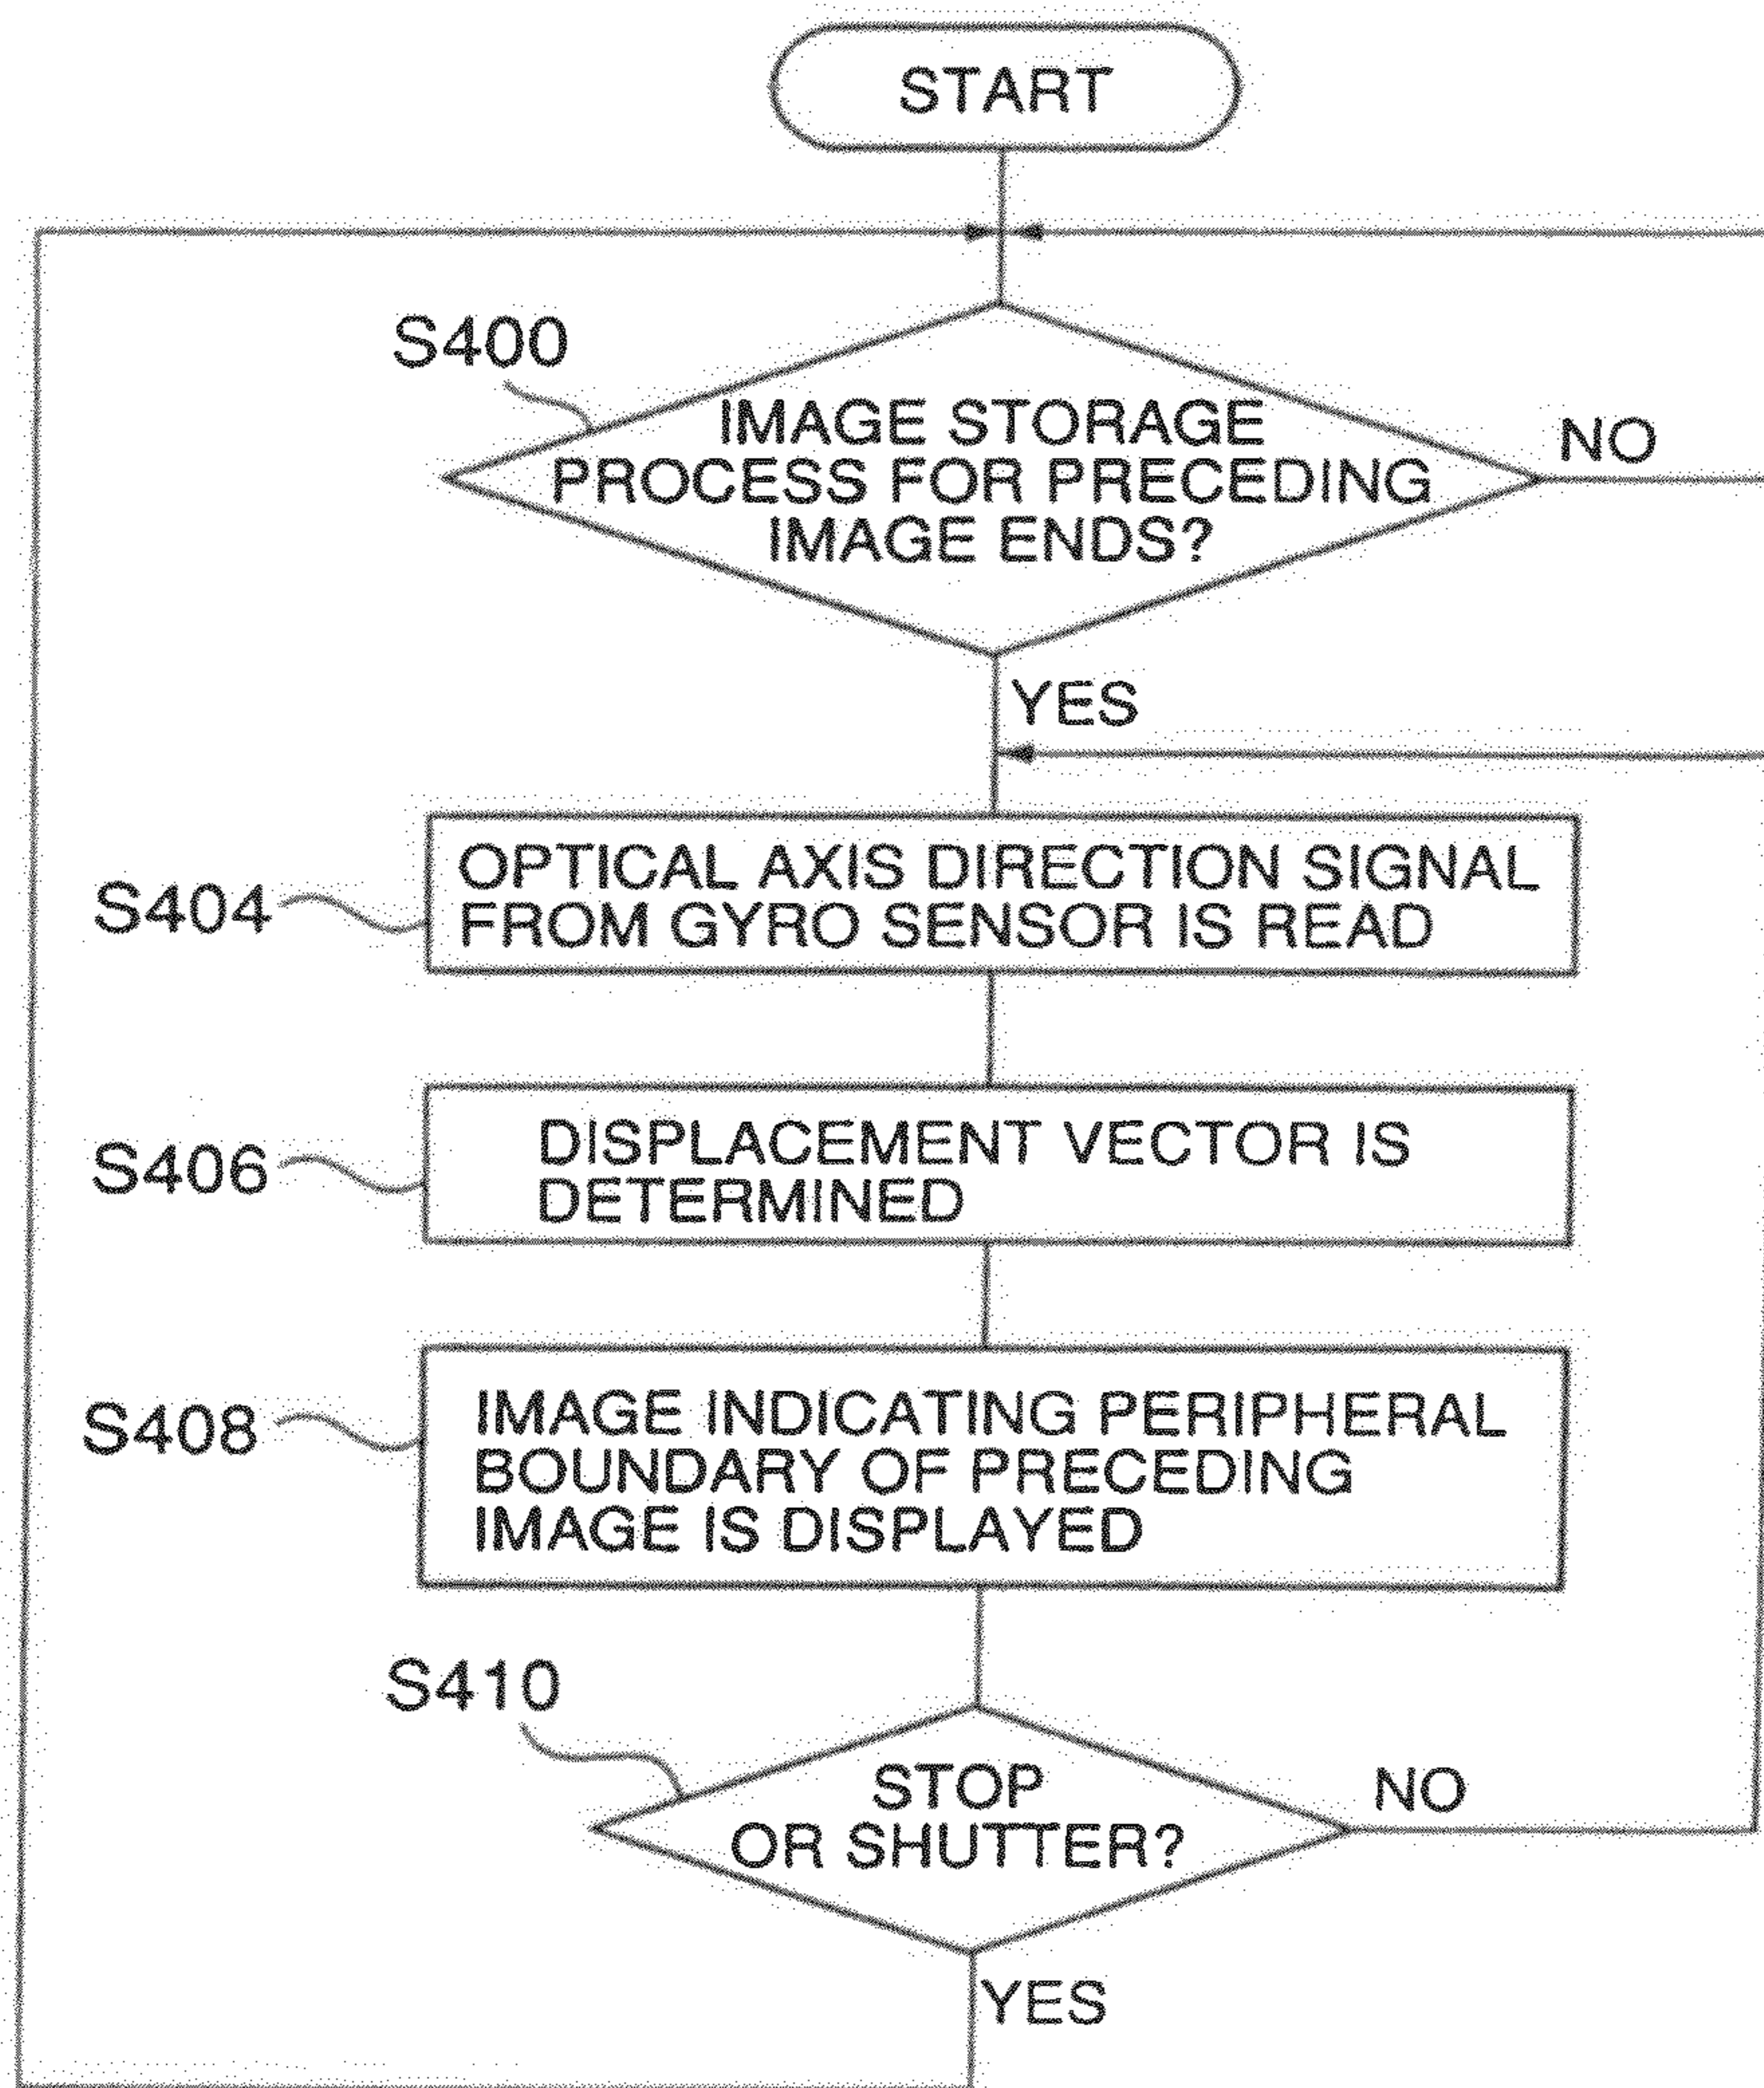 START
S400
IMAGE STORAGE
PROCESS FOR PRECEDING
IMAGE ENDS?
NO
YES
S404
OPTICAL AXIS DIRECTION SIGNAL
FROM GYRO SENSOR IS READ
S406
DISPLACEMENT VECTOR IS
DETERMINED
S408
IMAGE INDICATING PERIPHERAL
BOUNDARY OF PRECEDING
IMAGE IS DISPLAYED
S410
STOP
OR SHUTTER?
NO
YES